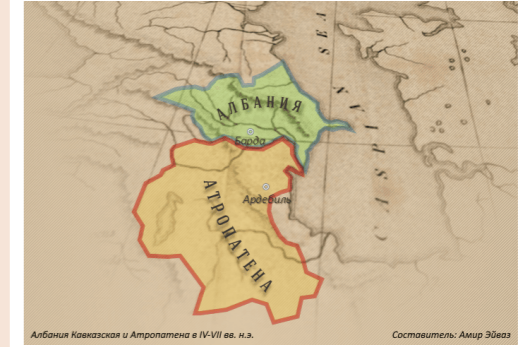 SEA
CASPIAN
АЛБАНИЯ
Барда
Ардебиль
АТРОПАТЕНА
Албания Кавказская и Атропатена в IV-VII вв. н.э.
Составитель: Амир Эйваз